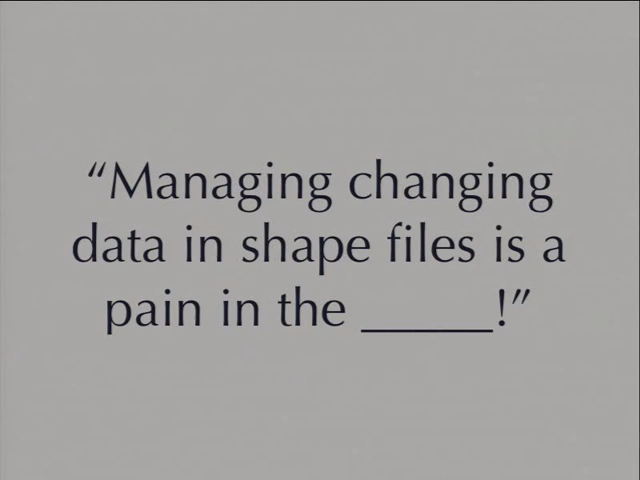 “Managing changing
data in shape files is a
pain in the _____!”